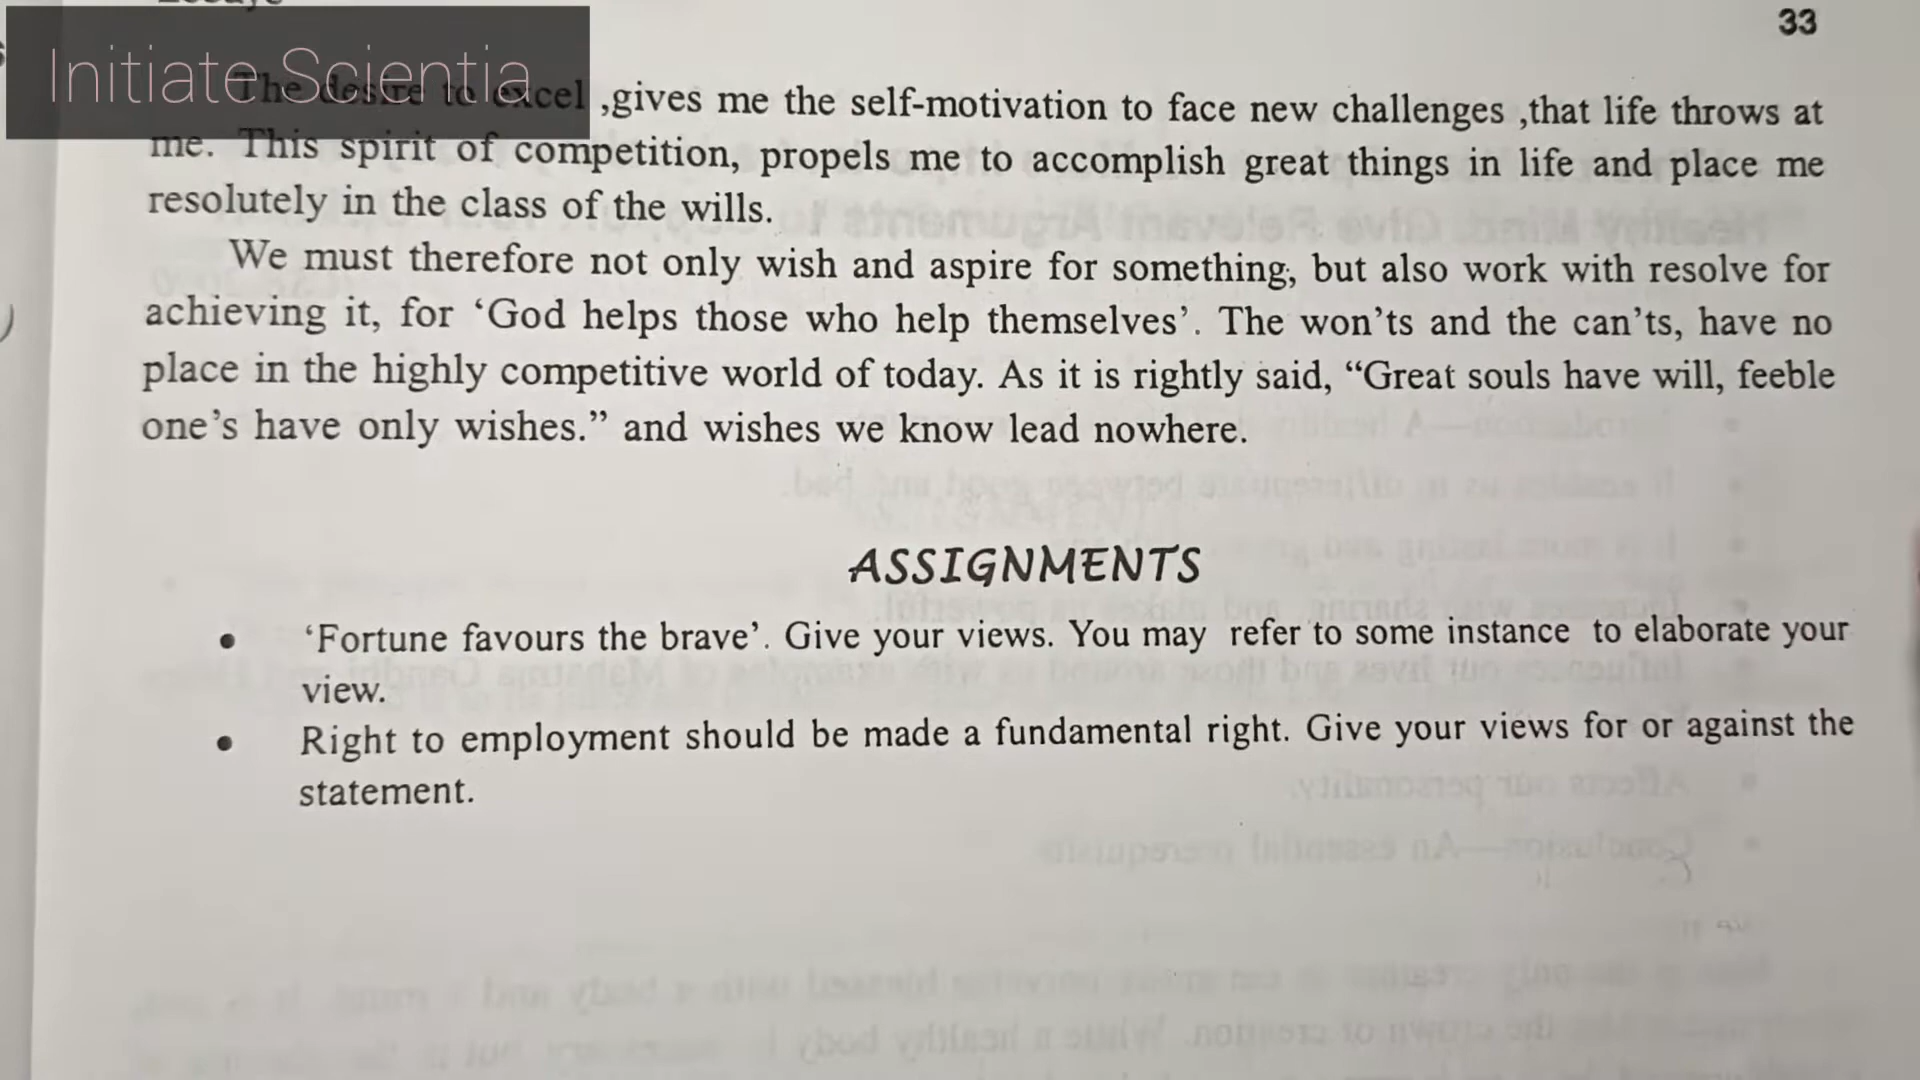 33
Initiate Scientia
The desire to excel ,gives me the self-motivation to face new challenges ,that life throws at
me. This spirit of competition, propels me to accomplish great things in life and place me
resolutely in the class of the wills.
We must therefore not only wish and aspire for something, but also work with resolve for
achieving it, for ‘God helps those who help themselves’. The won'ts and the can'ts, have no
place in the highly competitive world of today. As it is rightly said, “Great souls have will, feeble
one's have only wishes.” and wishes we know lead nowhere.
ASSIGNMENTS
• ‘Fortune favours the brave’. Give your views. You may refer to some instance to elaborate your
view.
• Right to employment should be made a fundamental right. Give your views for or against the
statement.